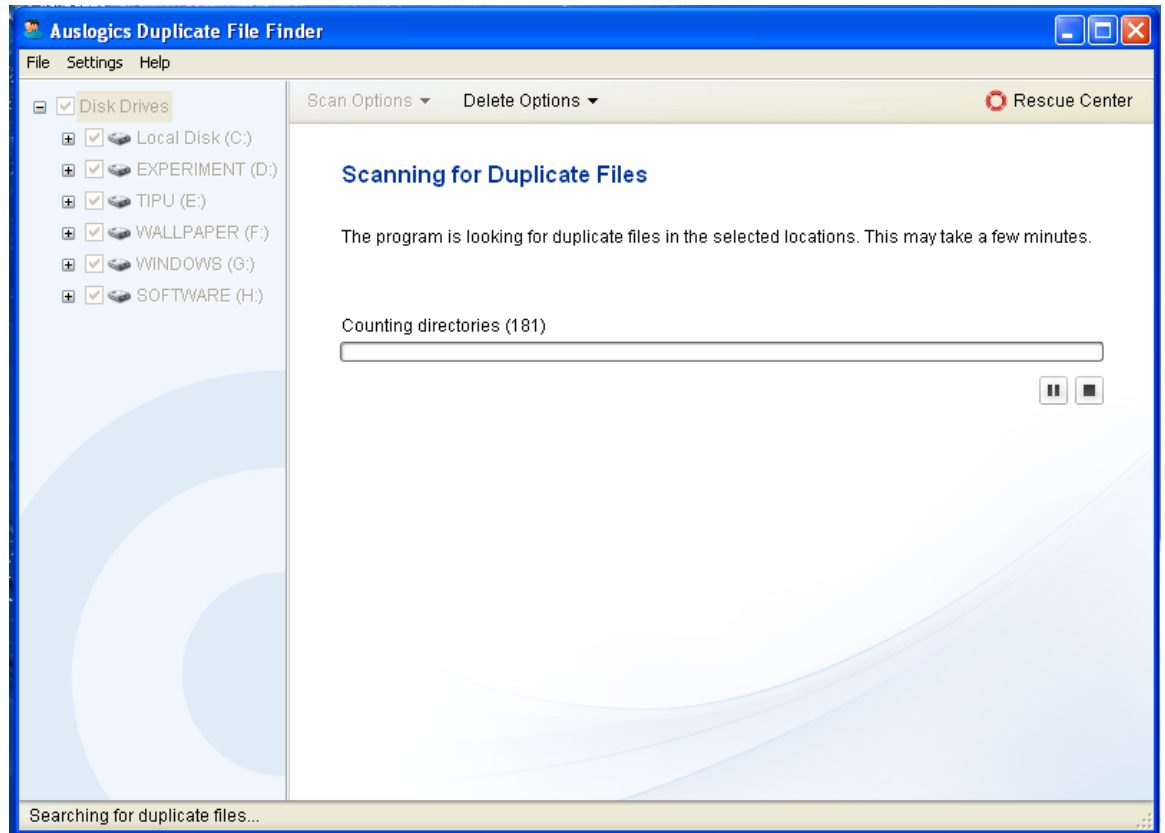 Auslogics Duplicate File Finder
File Settings Help
Disk Drives
Local Disk (C:)
EXPERIMENT (D:)
TIPU (E:)
WALLPAPER (F:)
WINDOWS (G:)
SOFTWARE (H:)
Scan Options Delete Options Rescue Center
Scanning for Duplicate Files
The program is looking for duplicate files in the selected locations. This may take a few minutes.
Counting directories (181)
Searching for duplicate files...